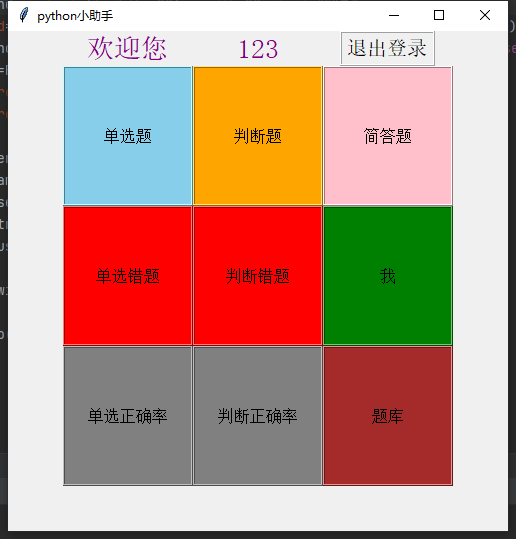 python小助手
欢迎您 123 退出登录
单选题 判断题 简答题
单选错题 判断错题 我
单选正确率 判断正确率 题库